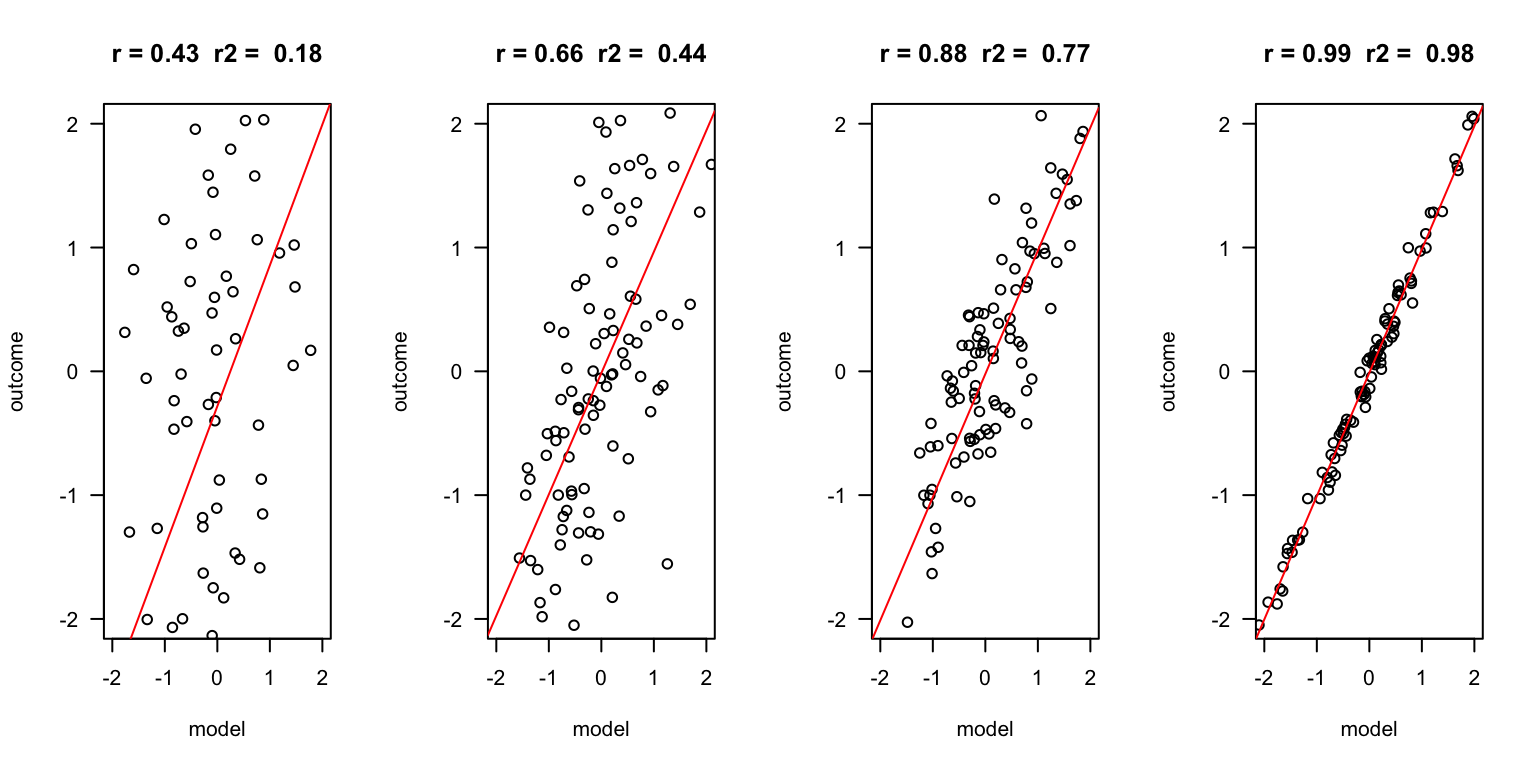 r = 0.43  r2 =  0.18
outcome
2
1
0
-1
-2
-2 -1 0 1 2
model
r = 0.66  r2 =  0.44
outcome
2
1
0
-1
-2
-2 -1 0 1 2
model
r = 0.88  r2 =  0.77
outcome
2
1
0
-1
-2
-2 -1 0 1 2
model
r = 0.99  r2 =  0.98
outcome
2
1
0
-1
-2
-2 -1 0 1 2
model